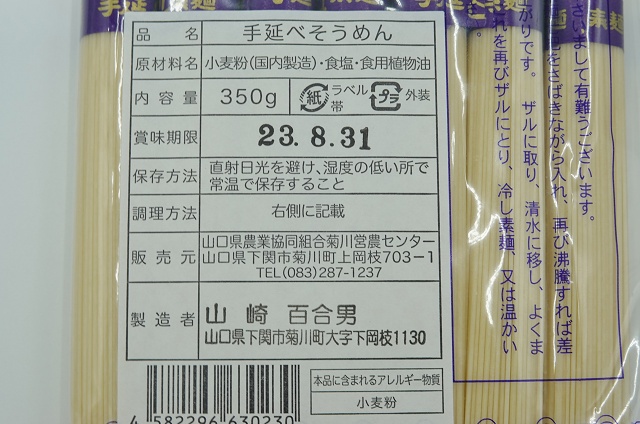 品名 手延べそうめん
原材料名 小麦粉(国内製造)・食塩・食用植物油
内容量 350g 紙 ラベル 帯 プラ 外装
賞味期限 23.8.31
保存方法 直射日光を避け、湿度の低い所で
常温で保存すること
調理方法 右側に記載
販売元 山口県農業協同組合菊川営農センター
山口県下関市菊川町上岡枝703-1
TEL(083)287-1237
製造者 山崎 百合男
山口県下関市菊川町大字下岡枝1130
本品に含まれるアレルギー物質
小麦粉
4 582296 630230
ざいまして有難うございます。
をさばきながら入れ、再び沸騰すれば差
がりです。ザルに取り、清水に移し、よくま
れを再びザルにとり、冷し素麺、又は温かい